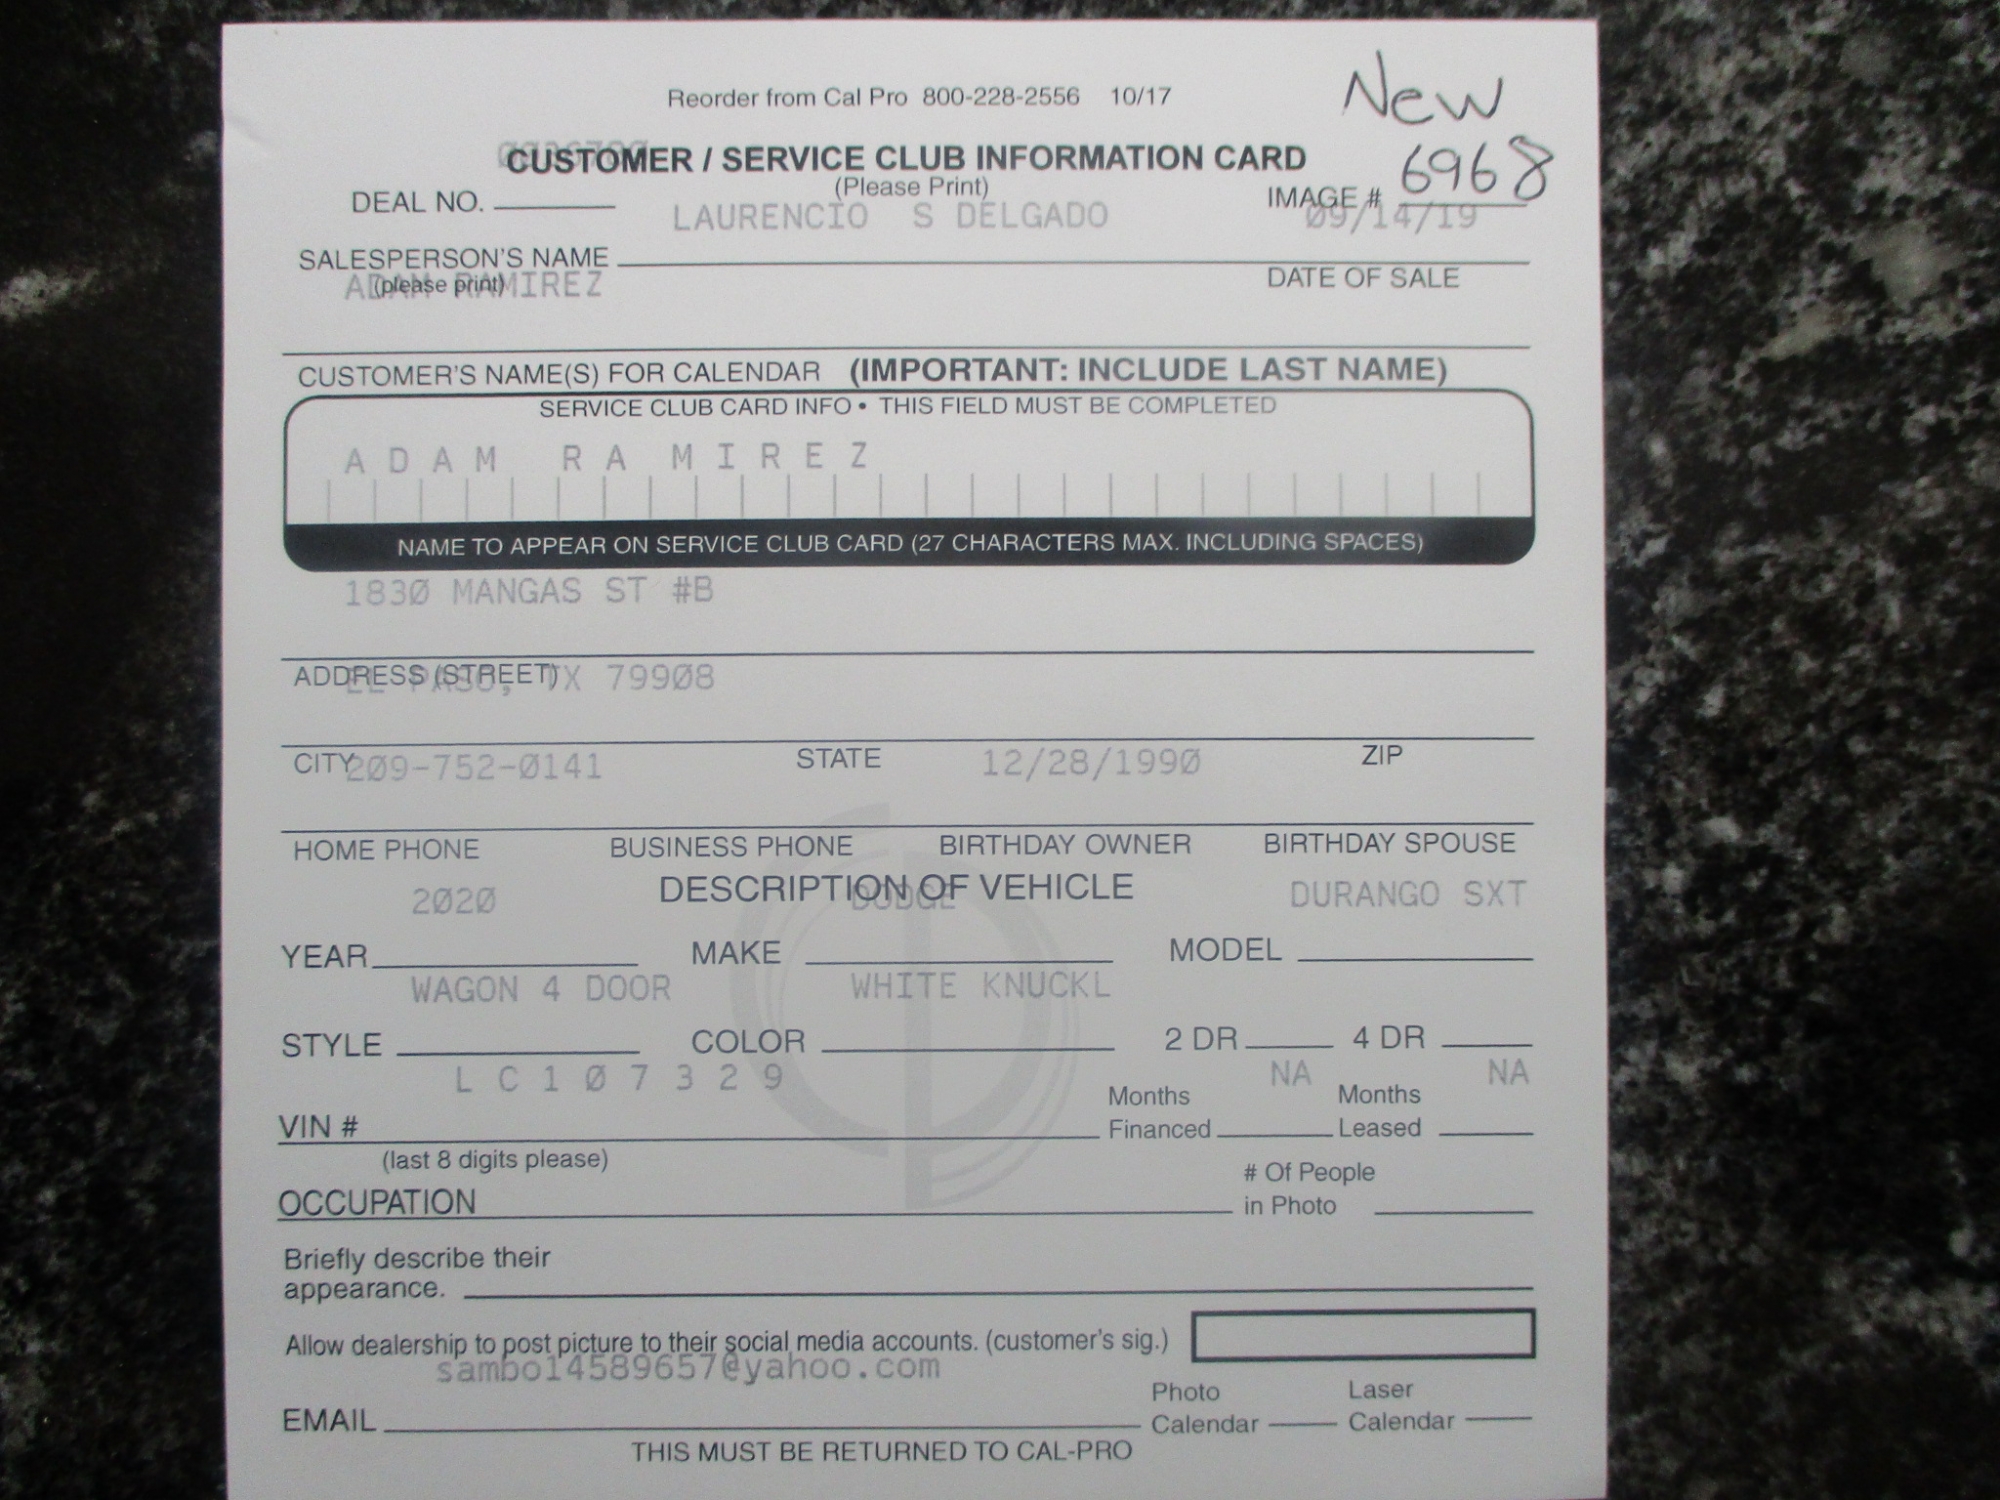 Reorder from Cal Pro 800-228-2556 10/17
New
CUSTOMER / SERVICE CLUB INFORMATION CARD
(Please Print)
DEAL NO.
IMAGE # 6968
LAURENCIO S DELGADO
09/14/19
SALESPERSON'S NAME
(please print)
DATE OF SALE
ADAM RAMIREZ
CUSTOMER'S NAME(S) FOR CALENDAR (IMPORTANT: INCLUDE LAST NAME)
SERVICE CLUB CARD INFO • THIS FIELD MUST BE COMPLETED
ADAM RAMIREZ
NAME TO APPEAR ON SERVICE CLUB CARD (27 CHARACTERS MAX. INCLUDING SPACES)
1830 MANGAS ST #B
ADDRESS (STREET)
EL PASO, TX 79908
CITY STATE ZIP
209-752-0141 12/28/1990
HOME PHONE BUSINESS PHONE BIRTHDAY OWNER BIRTHDAY SPOUSE
DESCRIPTION OF VEHICLE
2020 DODGE DURANGO SXT
YEAR MAKE MODEL
WAGON 4 DOOR WHITE KNUCKL
STYLE COLOR 2 DR 4 DR
LC107329 NA NA
VIN # Months Financed Months Leased
(last 8 digits please)
OCCUPATION # Of People in Photo
Briefly describe their
appearance.
Allow dealership to post picture to their social media accounts. (customer's sig.)
sambo14589657@yahoo.com
EMAIL Photo Calendar Laser Calendar
THIS MUST BE RETURNED TO CAL-PRO